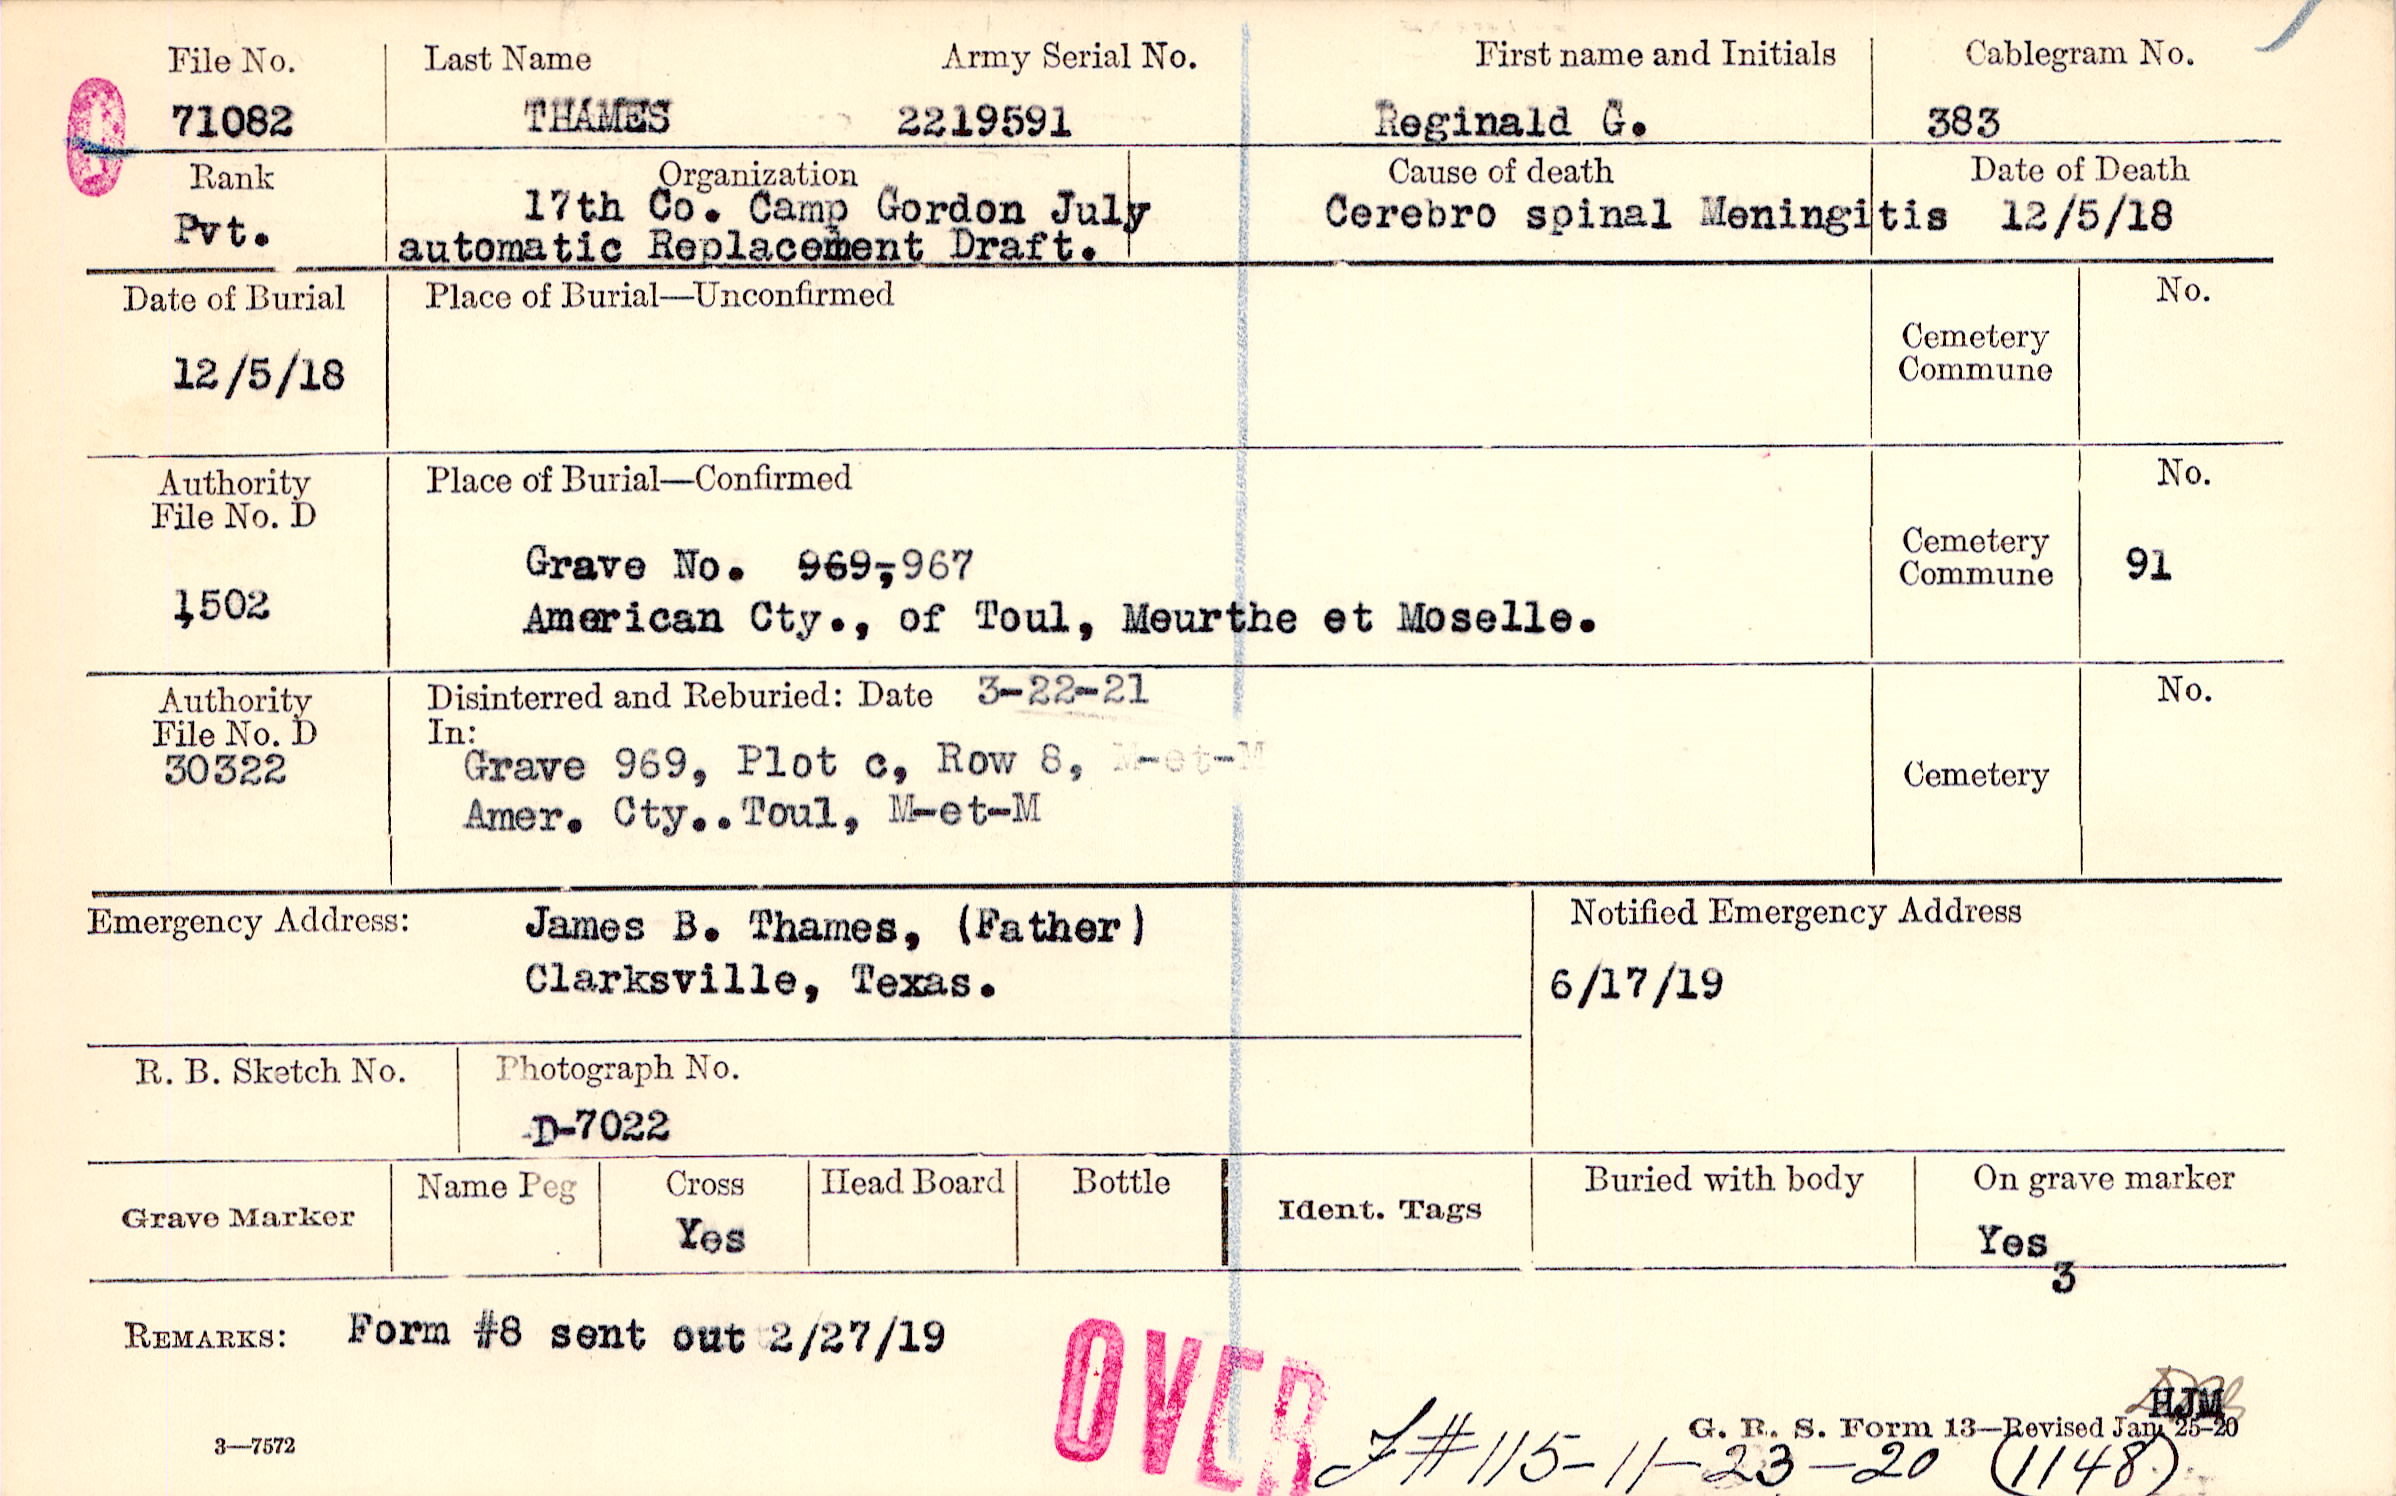 File No. Last Name Army Serial No. First name and Initials Cablegram No.
71082 THAMES 2219591 Reginald G. 383
Rank Organization Cause of death Date of Death
Pvt. 17th Co. Camp Gordon July Cerebro spinal Meningitis 12/5/18
automatic Replacement Draft.
Date of Burial Place of Burial—Unconfirmed No.
Cemetery
Commune
12/5/18
Authority Place of Burial—Confirmed No.
File No. D
Cemetery
Commune 91
Grave No. 969, 967
1502
American Cty., of Toul, Meurthe et Moselle.
Authority Disinterred and Reburied: Date 3-22-21 No.
File No. D In:
30322 Grave 969, Plot c, Row 8, M-et-M
Cemetery
Amer. Cty..Toul, M-et-M
Emergency Address: James B. Thames, (Father) Notified Emergency Address
Clarksville, Texas. 6/17/19
R. B. Sketch No. Photograph No.
D-7022
Grave Marker Name Peg Cross Head Board Bottle Ident. Tags Buried with body On grave marker
Yes Yes
3
REMARKS: Form #8 sent out 2/27/19
OVER
HJM
3—7572 G. R. S. Form 13—Revised Jan. 25-20
#115-11-23-20 (1148)